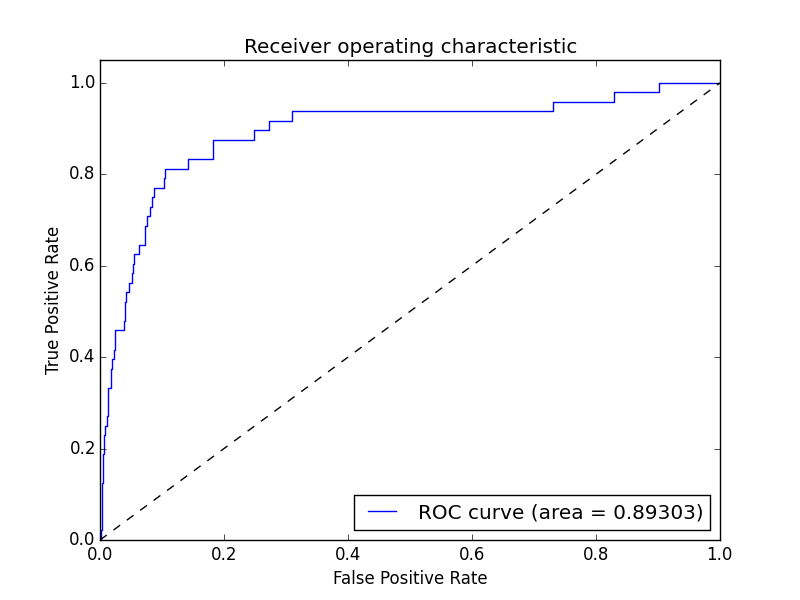 Receiver operating characteristic
1.0
0.8
0.6
0.4
0.2
0.0
True Positive Rate
ROC curve (area = 0.89303)
0.0 0.2 0.4 0.6 0.8 1.0
False Positive Rate